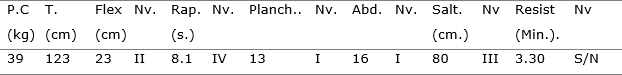 P.C T. Flex Nv. Rap. Nv. Planch.. Nv. Abd. Nv. Salt. Nv Resist Nv
(kg) (cm) (cm) (s.) (cm.) (Min.).
39 123 23 II 8.1 IV 13 I 16 I 80 III 3.30 S/N